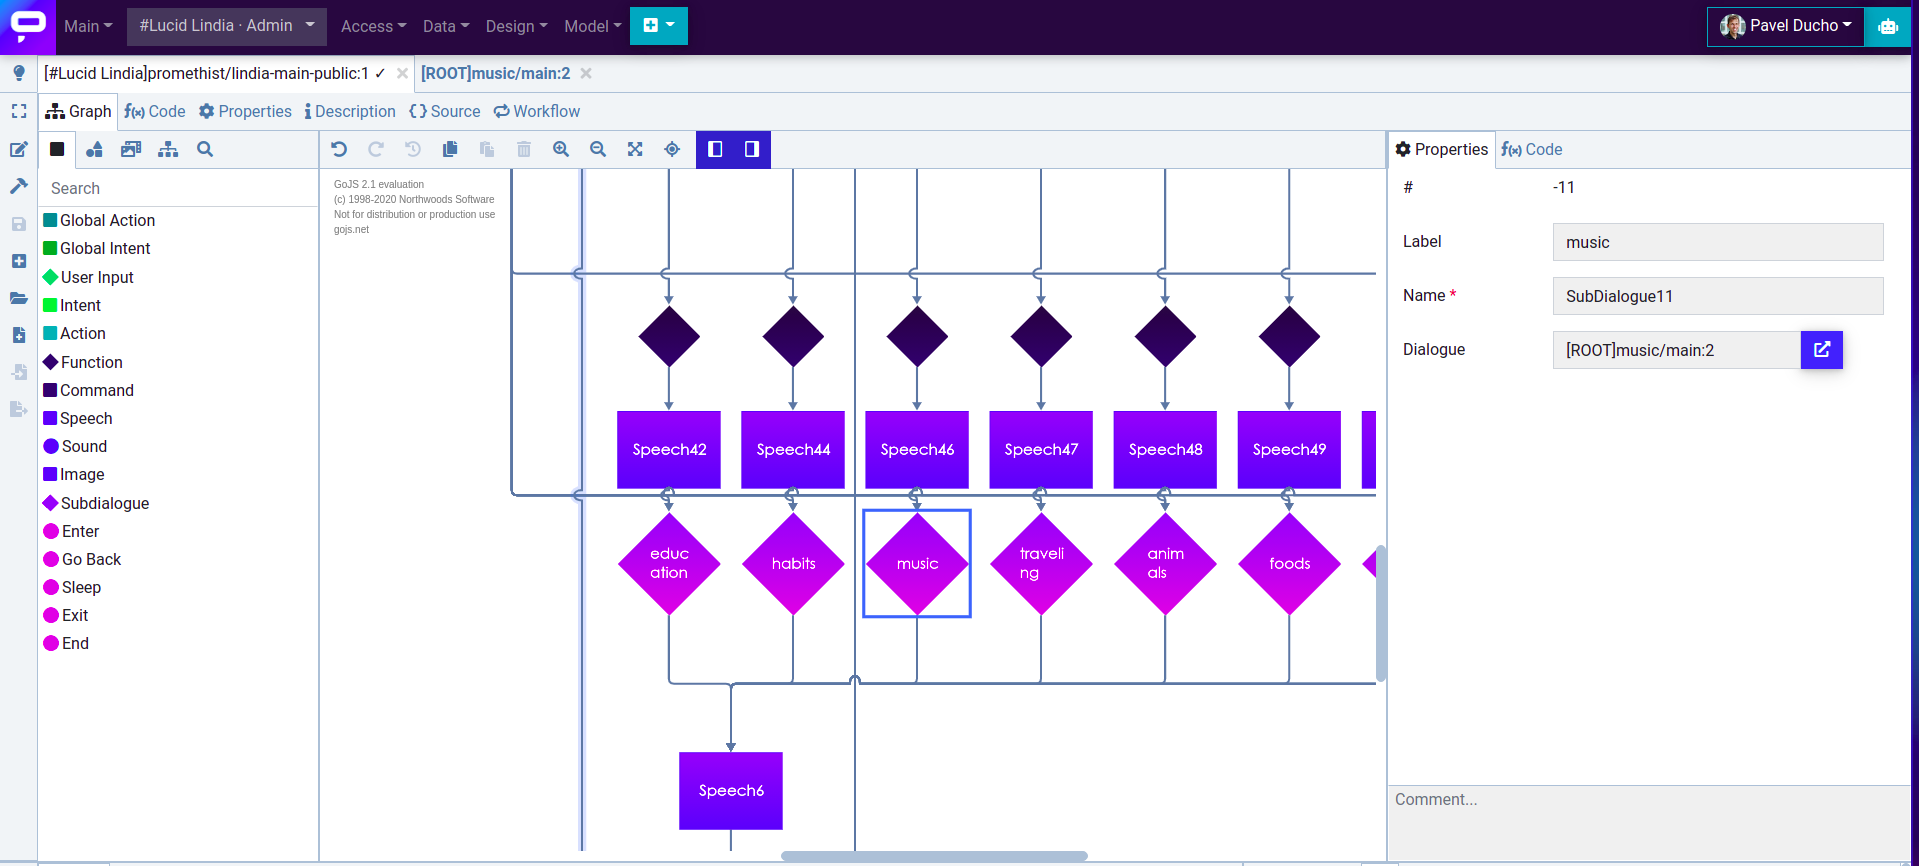 Main
#Lucid Lindia · Admin
Access
Data
Design
Model
Pavel Ducho
[#Lucid Lindia]promethist/lindia-main-public:1 ✓
[ROOT]music/main:2
Graph
f(x) Code
Properties
Description
Source
Workflow
Search
Global Action
Global Intent
User Input
Intent
Action
Function
Command
Speech
Sound
Image
Subdialogue
Enter
Go Back
Sleep
Exit
End
GoJS 2.1 evaluation
(c) 1998-2020 Northwoods Software
Not for distribution or production use
gojs.net
Speech42
Speech44
Speech46
Speech47
Speech48
Speech49
educ
ation
habits
music
traveli
ng
anim
als
foods
Speech6
Properties
f(x) Code
# -11
Label music
Name * SubDialogue11
Dialogue [ROOT]music/main:2
Comment...